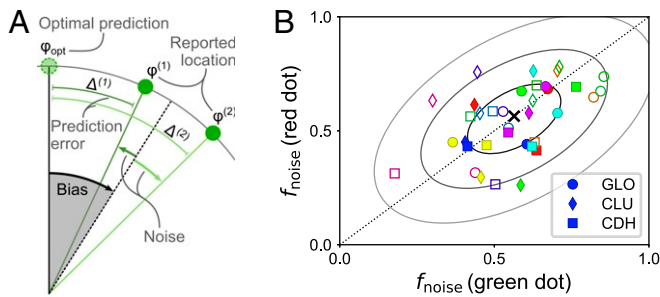 A
Optimal prediction
φopt
Reported
location
Δ(1)
φ(1)
Δ(2)
φ(2)
Prediction
error
Bias
Noise
B
1.0
0.5
0.0
fnoise
(red dot)
GLO
CLU
CDH
0.0
0.5
1.0
fnoise (green dot)